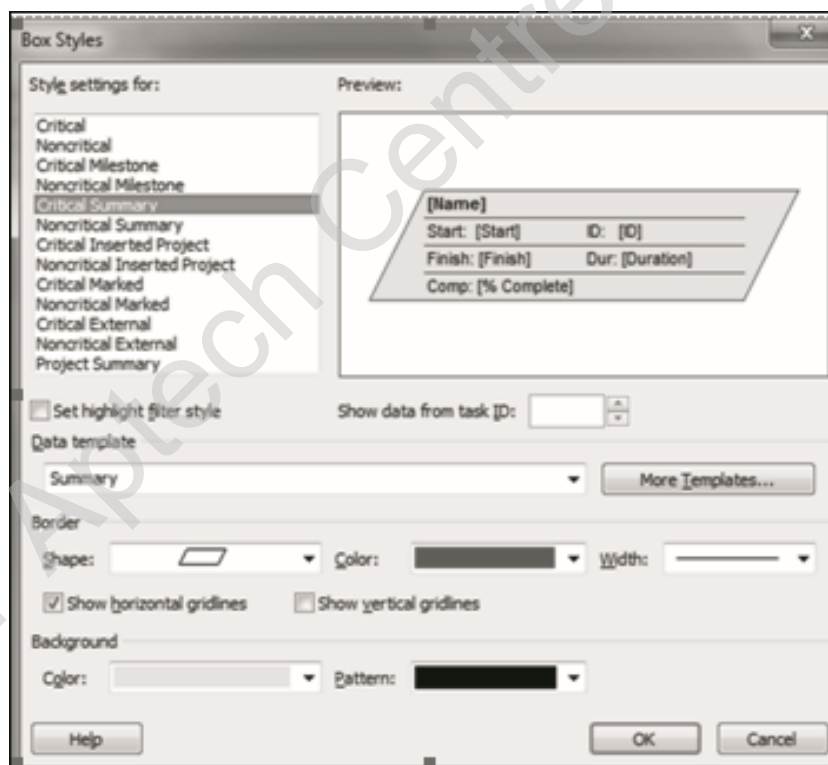 Box Styles
Style settings for:
Preview:
Critical
Noncritical
Critical Milestone
Noncritical Milestone
Critical Summary
Noncritical Summary
Critical Inserted Project
Noncritical Inserted Project
Critical Marked
Noncritical Marked
Critical External
Noncritical External
Project Summary
[Name]
Start: [Start] ID: [ID]
Finish: [Finish] Dur: [Duration]
Comp: [% Complete]
Set highlight filter style
Show data from task ID:
Data template
Summary
More Templates...
Border
Shape:
Color:
Width:
Show horizontal gridlines
Show vertical gridlines
Background
Color:
Pattern:
Help
OK
Cancel
Aptech Centre